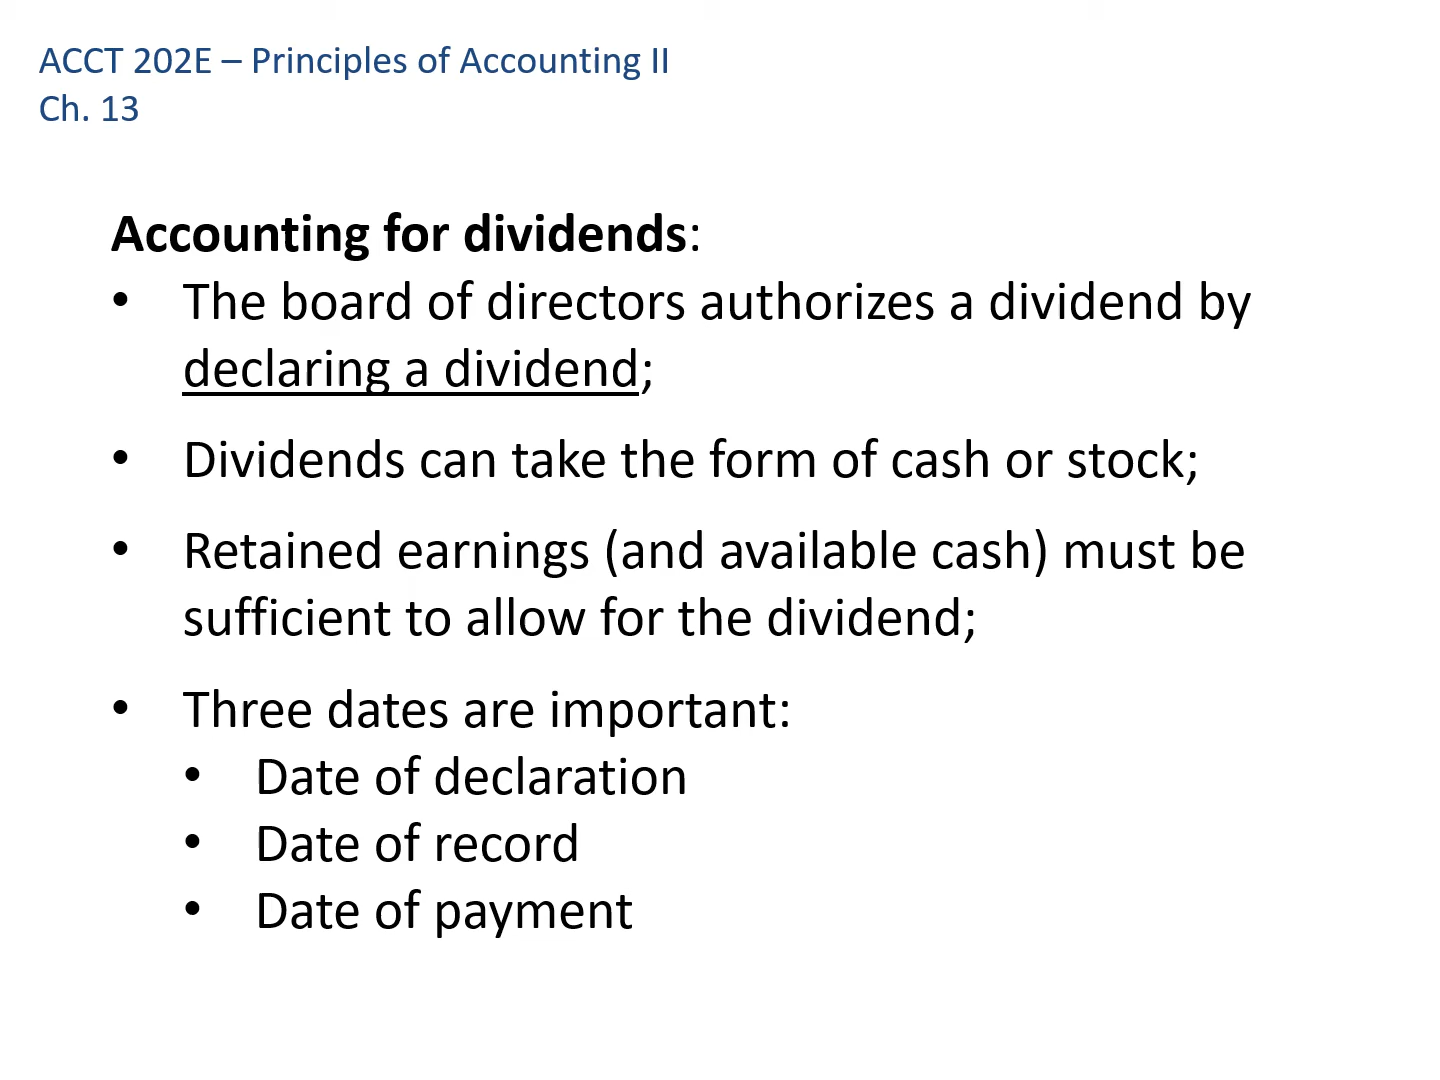 ACCT 202E – Principles of Accounting II
Ch. 13
Accounting for dividends:
• The board of directors authorizes a dividend by
declaring a dividend;
• Dividends can take the form of cash or stock;
• Retained earnings (and available cash) must be
sufficient to allow for the dividend;
• Three dates are important:
• Date of declaration
• Date of record
• Date of payment